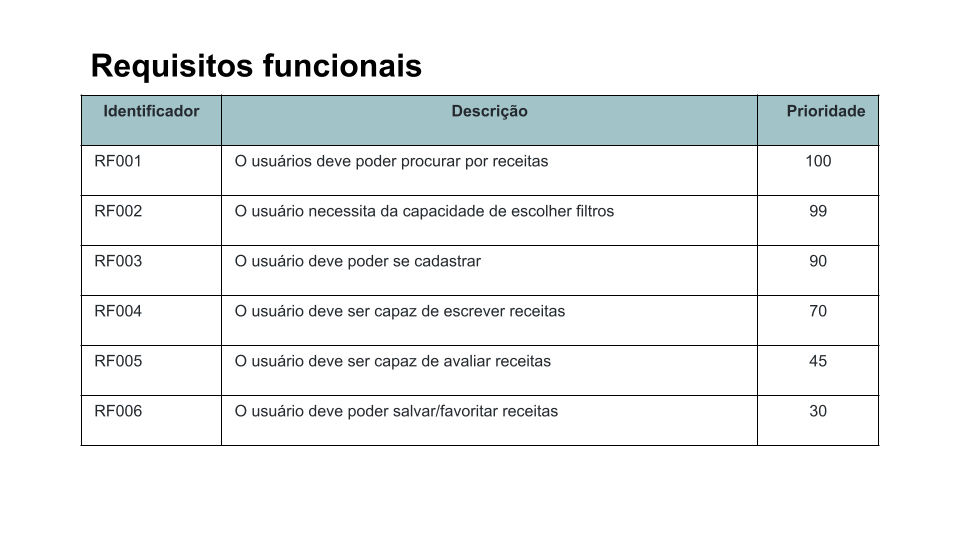 Requisitos funcionais
Identificador Descrição Prioridade
RF001 O usuários deve poder procurar por receitas 100
RF002 O usuário necessita da capacidade de escolher filtros 99
RF003 O usuário deve poder se cadastrar 90
RF004 O usuário deve ser capaz de escrever receitas 70
RF005 O usuário deve ser capaz de avaliar receitas 45
RF006 O usuário deve poder salvar/favoritar receitas 30